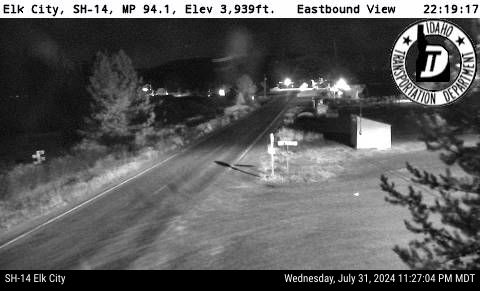 Elk City, SH-14, MP 94.1, Elev 3,939ft. Eastbound View 22:19:17
IDAHO
TRANSPORTATION DEPARTMENT
SH-14 Elk City Wednesday, July 31, 2024 11:27:04 PM MDT